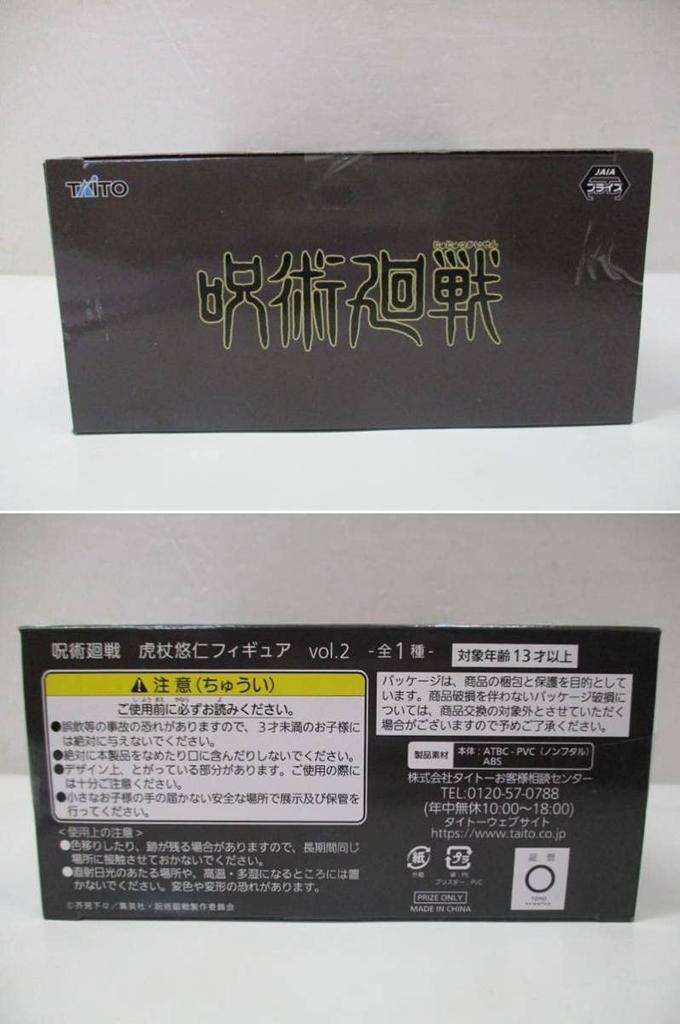 TAITO
JAIA
プライズ
じゅじゅつかいせん
呪術廻戦
呪術廻戦 虎杖悠仁フィギュア vol.2 -全1種-
対象年齢13才以上
注意(ちゅうい)
ご使用前に必ずお読みください。
●誤飲等の事故の恐れがありますので、3才未満のお子様に
は絶対に与えないでください。
●絶対に本製品をなめたり口に含んだりしないでください。
●デザイン上、とがっている部分があります。ご使用の際に
は十分ご注意ください。
●小さなお子様の手の届かない安全な場所で展示及び保管を
行ってください。
<使用上の注意>
●色移りしたり、跡が残る場合がありますので、長期間同じ
場所に接触させておかないでください。
●直射日光のあたる場所や、高温・多湿になるところには置
かないでください。変色や変形の恐れがあります。
©芥見下々/集英社・呪術廻戦製作委員会
パッケージは、商品の梱包と保護を目的として
います。商品破損を伴わないパッケージ破損に
ついては、商品交換の対象外とさせていただく
場合がございますので予めご了承ください。
製品素材
本体:ATBC-PVC(ノンフタル)
ABS
株式会社タイトーお客様相談センター
TEL:0120-57-0788
(年中無休10:00~18:00)
タイトーウェブサイト
https://www.taito.co.jp
紙
外箱
プラ
袋:PE
ブリスター:PVC
PRIZE ONLY
MADE IN CHINA
証票
TOHO
animation